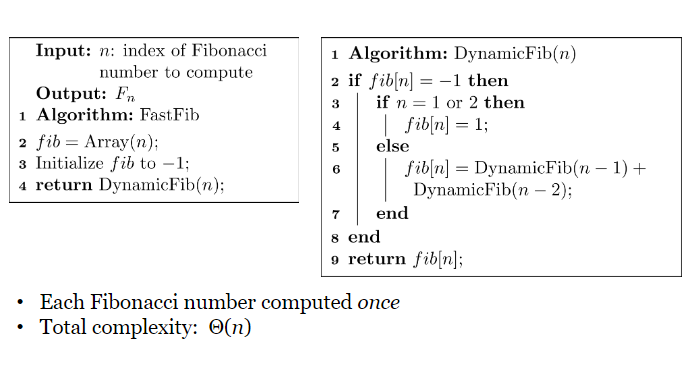 Input: n: index of Fibonacci
number to compute
Output: Fₙ
1 Algorithm: FastFib
2 fib = Array(n);
3 Initialize fib to −1;
4 return DynamicFib(n);
1 Algorithm: DynamicFib(n)
2 if fib[n] = −1 then
3 if n = 1 or 2 then
4 fib[n] = 1;
5 else
6 fib[n] = DynamicFib(n − 1) +
DynamicFib(n − 2);
7 end
8 end
9 return fib[n];
• Each Fibonacci number computed once
• Total complexity: Θ(n)